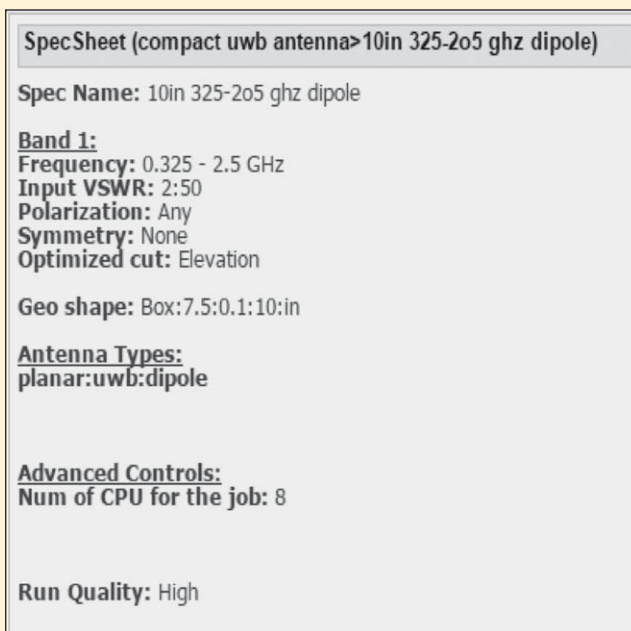 SpecSheet (compact uwb antenna>10in 325-2o5 ghz dipole)
Spec Name: 10in 325-2o5 ghz dipole
Band 1:
Frequency: 0.325 - 2.5 GHz
Input VSWR: 2:50
Polarization: Any
Symmetry: None
Optimized cut: Elevation
Geo shape: Box:7.5:0.1:10:in
Antenna Types:
planar:uwb:dipole
Advanced Controls:
Num of CPU for the job: 8
Run Quality: High